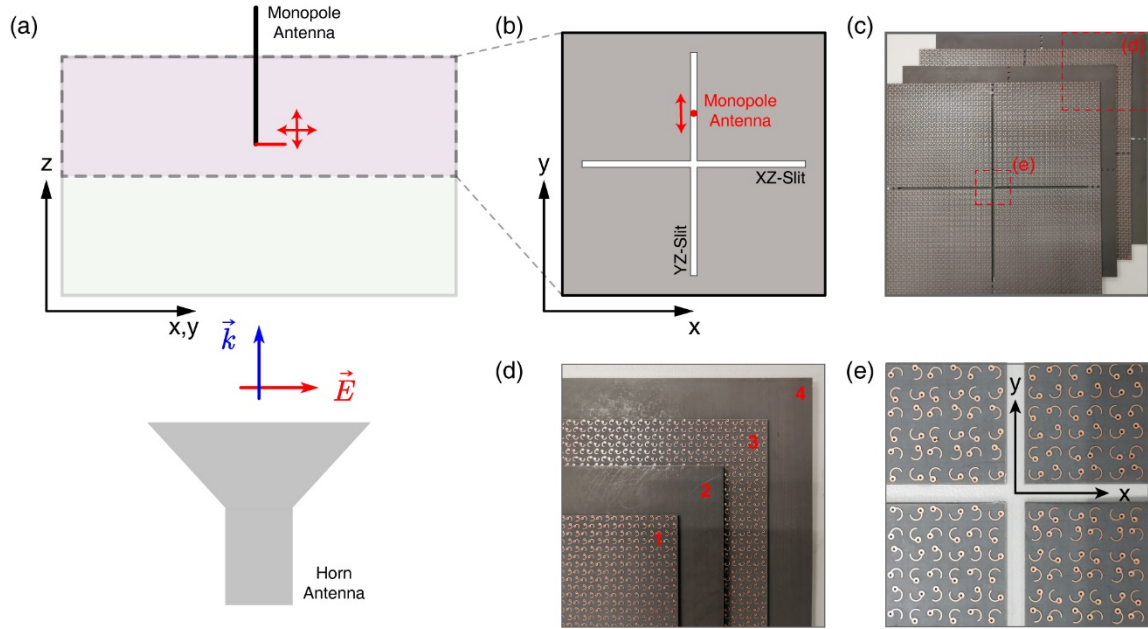 (a)
Monopole
Antenna
z
x,y
k
E
Horn
Antenna
(b)
Monopole
Antenna
XZ-Slit
YZ-Slit
y
x
(c)
(d)
(e)
(d)
4
3
2
1
(e)
y
x